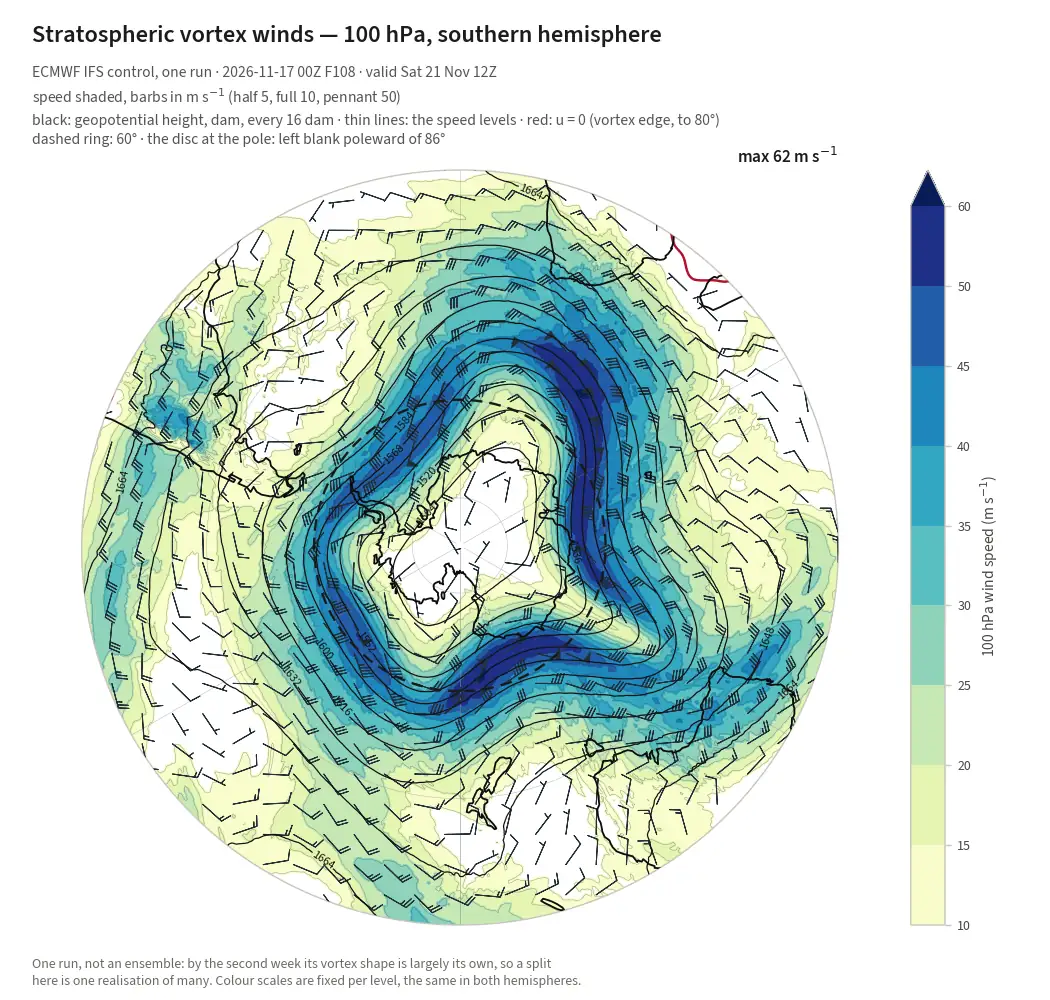 Stratospheric vortex winds — 100 hPa, southern hemisphere
ECMWF IFS control, one run · 2026-11-17 00Z F108 · valid Sat 21 Nov 12Z
speed shaded, barbs in m s⁻¹ (half 5, full 10, pennant 50)
black: geopotential height, dam, every 16 dam · thin lines: the speed levels · red: u = 0 (vortex edge, to 80°)
dashed ring: 60° · the disc at the pole: left blank poleward of 86°
max 62 m s⁻¹
1664
60
50
45
40
35
30
25
20
15
10
100 hPa wind speed (m s⁻¹)
1568
1520
1664
1600
1632
1616
1648
1664
One run, not an ensemble: by the second week its vortex shape is largely its own, so a split
here is one realisation of many. Colour scales are fixed per level, the same in both hemispheres.